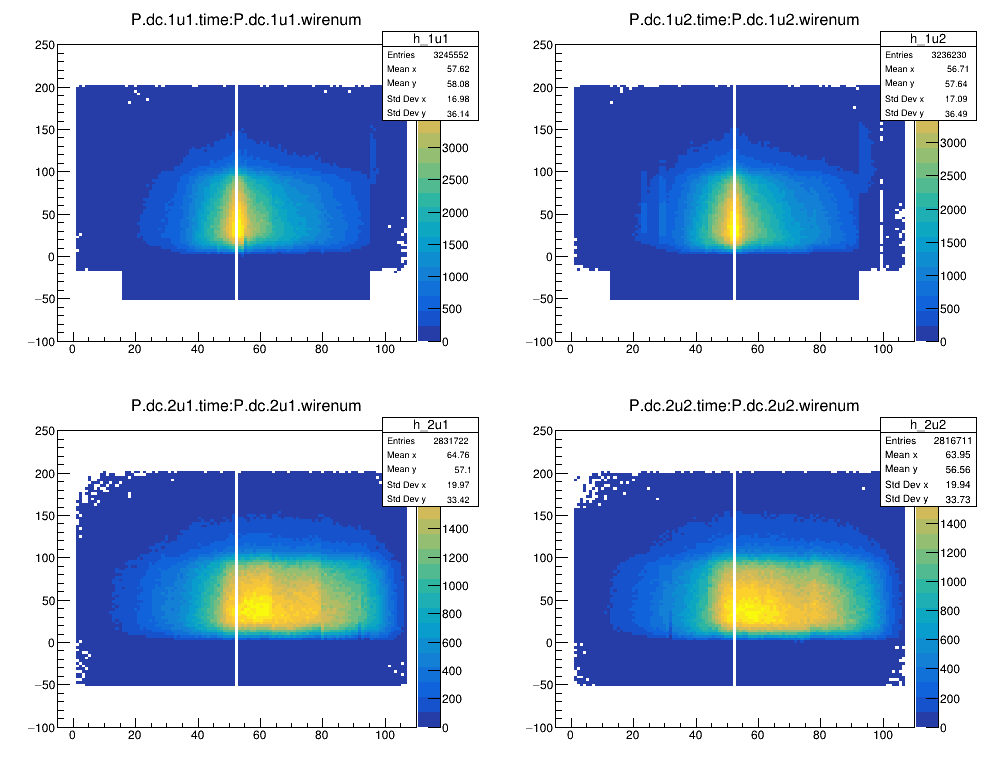 P.dc.1u1.time:P.dc.1u1.wirenum
h_1u1
Entries 3245552
Mean x 57.62
Mean y 58.08
Std Dev x 16.98
Std Dev y 36.14
250
200
150
100
50
0
−50
−100
0 20 40 60 80 100
3000
2500
2000
1500
1000
500
0
P.dc.1u2.time:P.dc.1u2.wirenum
h_1u2
Entries 3236230
Mean x 56.71
Mean y 57.64
Std Dev x 17.09
Std Dev y 36.49
250
200
150
100
50
0
−50
−100
0 20 40 60 80 100
3000
2500
2000
1500
1000
500
0
P.dc.2u1.time:P.dc.2u1.wirenum
h_2u1
Entries 2831722
Mean x 64.76
Mean y 57.1
Std Dev x 19.97
Std Dev y 33.42
250
200
150
100
50
0
−50
−100
0 20 40 60 80 100
1400
1200
1000
800
600
400
200
0
P.dc.2u2.time:P.dc.2u2.wirenum
h_2u2
Entries 2816711
Mean x 63.95
Mean y 56.56
Std Dev x 19.94
Std Dev y 33.73
250
200
150
100
50
0
−50
−100
0 20 40 60 80 100
1400
1200
1000
800
600
400
200
0